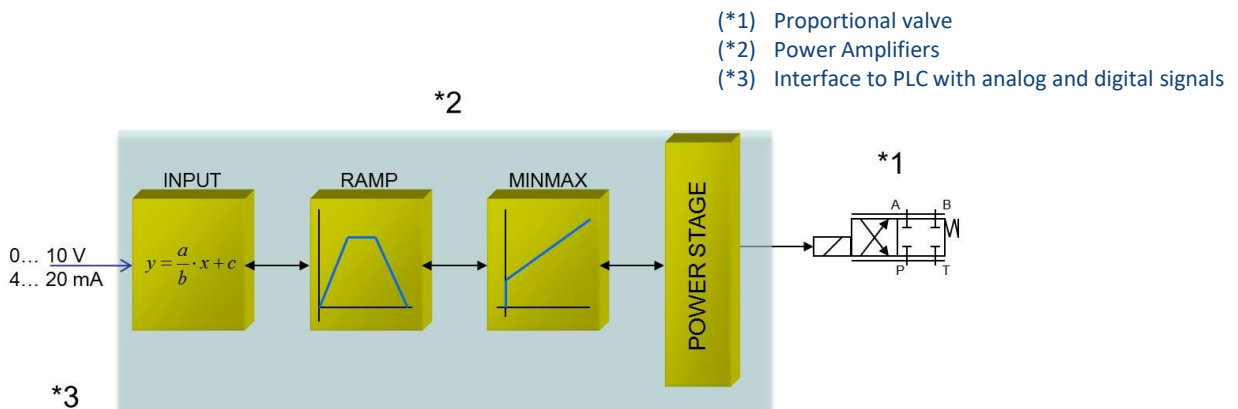 (*1) Proportional valve
(*2) Power Amplifiers
(*3) Interface to PLC with analog and digital signals
*2
*1
INPUT
RAMP
MINMAX
POWER STAGE
A
B
0... 10 V
4... 20 mA
y = a/b · x + c
P
T
*3